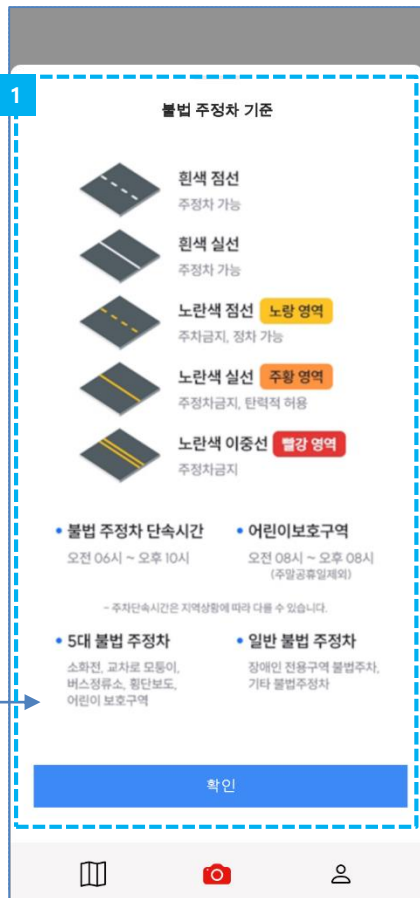 1
불법 주정차 기준
흰색 점선
주정차 가능
흰색 실선
주정차 가능
노란색 점선 노랑 영역
주차금지, 정차 가능
노란색 실선 주황 영역
주정차금지, 탄력적 허용
노란색 이중선 빨강 영역
주정차금지
• 불법 주정차 단속시간
오전 06시 ~ 오후 10시
• 어린이보호구역
오전 08시 ~ 오후 08시
(주말공휴일제외)
- 주차단속시간은 지역상황에 따라 다를 수 있습니다.
• 5대 불법 주정차
소화전, 교차로 모퉁이,
버스정류소, 횡단보도,
어린이 보호구역
• 일반 불법 주정차
장애인 전용구역 불법주차,
기타 불법주정차
확인